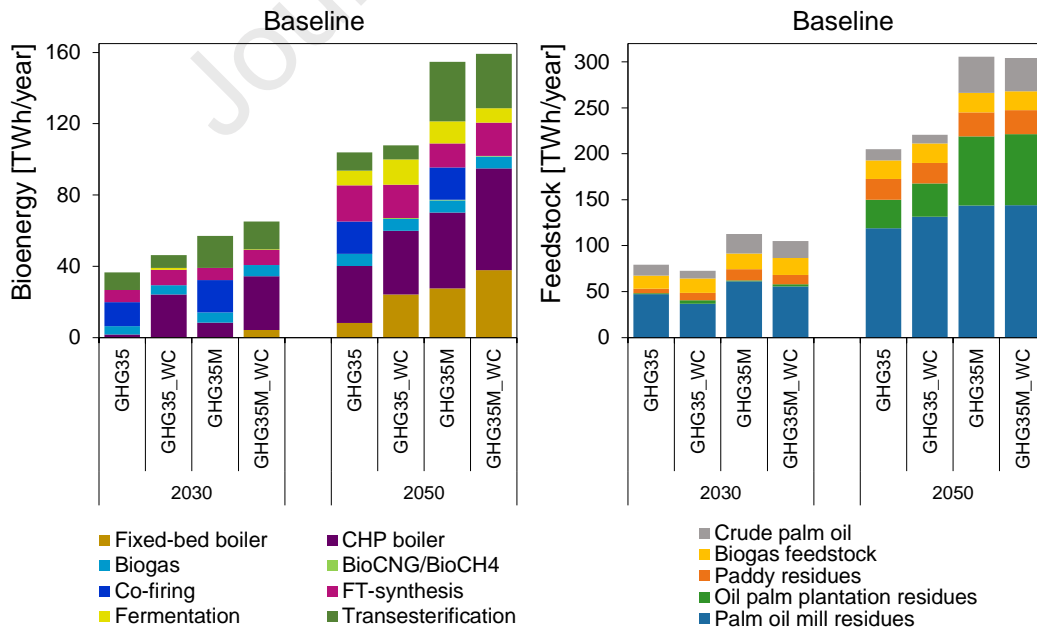 Jou
Baseline
Bioenergy [TWh/year]
160
120
80
40
0
GHG35
GHG35_WC
GHG35M
GHG35M_WC
GHG35
GHG35_WC
GHG35M
GHG35M_WC
2030
2050
Fixed-bed boiler
CHP boiler
Biogas
BioCNG/BioCH4
Co-firing
FT-synthesis
Fermentation
Transesterification
Baseline
Feedstock [TWh/year]
300
250
200
150
100
50
0
GHG35
GHG35_WC
GHG35M
GHG35M_WC
GHG35
GHG35_WC
GHG35M
GHG35M_WC
2030
2050
Crude palm oil
Biogas feedstock
Paddy residues
Oil palm plantation residues
Palm oil mill residues